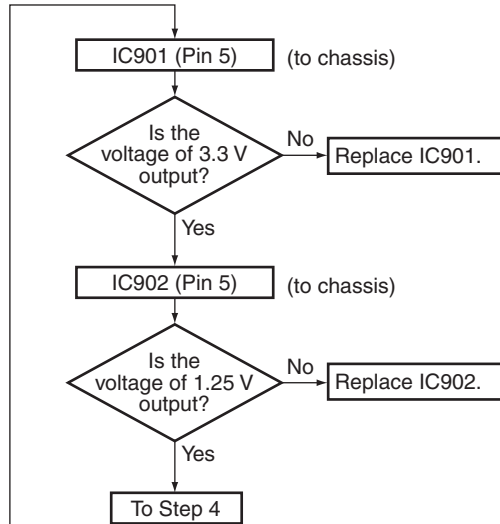 IC901 (Pin 5) (to chassis)
Is the
voltage of 3.3 V
output?
No
Replace IC901.
Yes
IC902 (Pin 5) (to chassis)
Is the
voltage of 1.25 V
output?
No
Replace IC902.
Yes
To Step 4